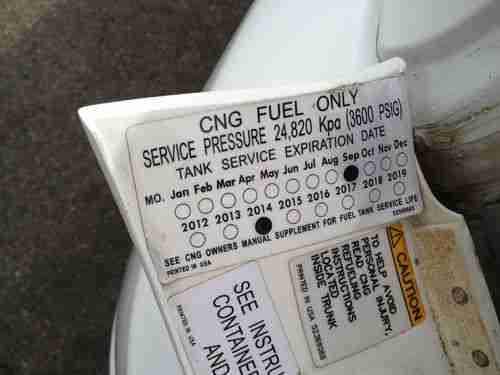 CNG FUEL ONLY
SERVICE PRESSURE 24,820 Kpa (3600 PSIG)
TANK SERVICE EXPIRATION DATE
MO. Jan Feb Mar Apr May Jun Jul Aug Sep Oct Nov Dec
2012 2013 2014 2015 2016 2017 2018 2019
SEE CNG OWNERS MANUAL SUPPLEMENT FOR FUEL TANK SERVICE LIFE
PRINTED IN USA
SEE INSTRU
CONTAINE
AND
CAUTION
TO HELP AVOID
PERSONAL INJURY,
READ CNG
REFUELING
INSTRUCTIONS
LOCATED
INSIDE TRUNK
PRINTED IN USA